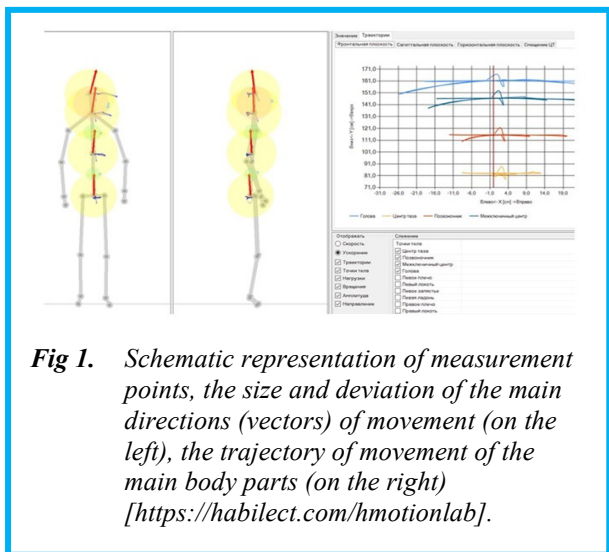 Значения Траектории
Фронтальная плоскость Сагиттальная плоскость Горизонтальная плоскость Смещение ЦТ
171,0
161,0
151,0
141,0
131,0
121,0
111,0
101,0
91,0
81,0
71,0
-31,0 -26,0 -21,0 -16,0 -11,0 -6,0 -1,0 4,0 9,0 14,0 19,0
Голова Центр таза Позвоночник Межключичный центр
Отображать
Скорость
Ускорение
Траектории
Точки тела
Нагрузки
Вращения
Амплитуда
Направление
Слежение
Точки тела
Центр таза
Позвоночник
Межключичный центр
Голова
Левое плечо
Левый локоть
Левое запястье
Левая ладонь
Правое плечо
Правый локоть
Fig 1. Schematic representation of measurement
points, the size and deviation of the main
directions (vectors) of movement (on the
left), the trajectory of movement of the
main body parts (on the right)
[https://habilect.com/hmotionlab].